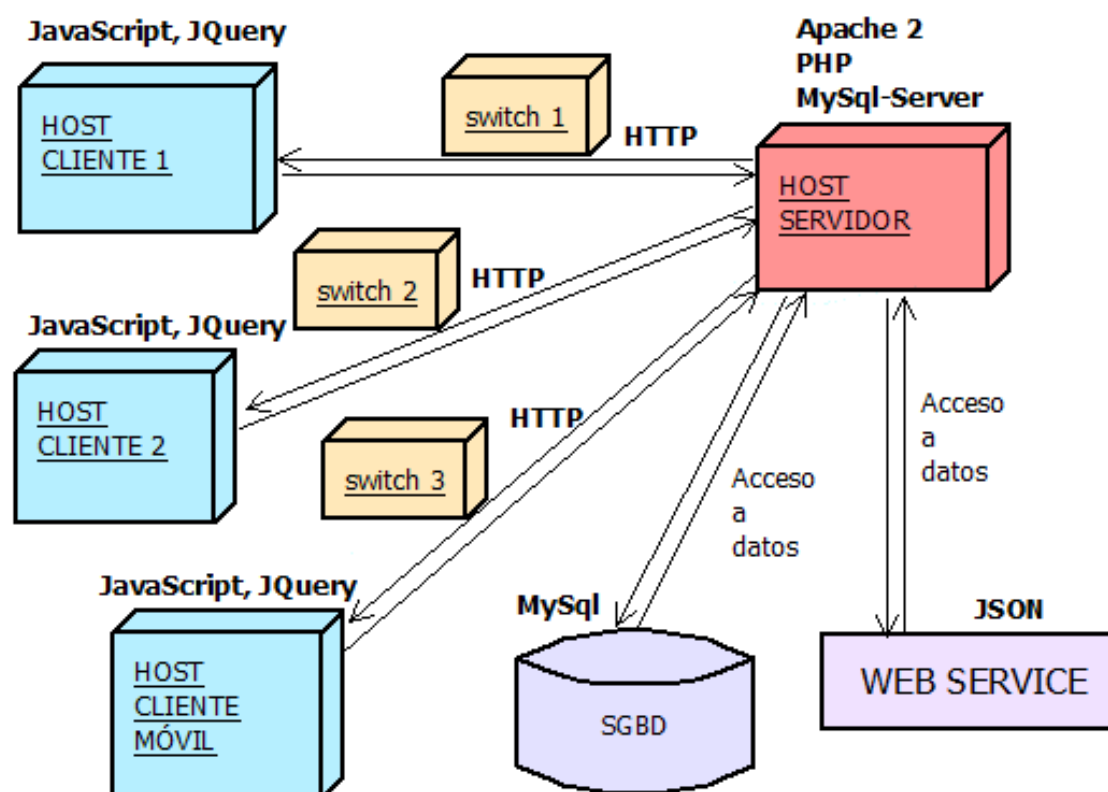 JavaScript, JQuery
HOST
CLIENTE 1
switch 1
HTTP
Apache 2
PHP
MySql-Server
HOST
SERVIDOR
switch 2
HTTP
JavaScript, JQuery
HOST
CLIENTE 2
switch 3
HTTP
Acceso
a
datos
Acceso
a
datos
JavaScript, JQuery
HOST
CLIENTE
MÓVIL
MySql
SGBD
JSON
WEB SERVICE